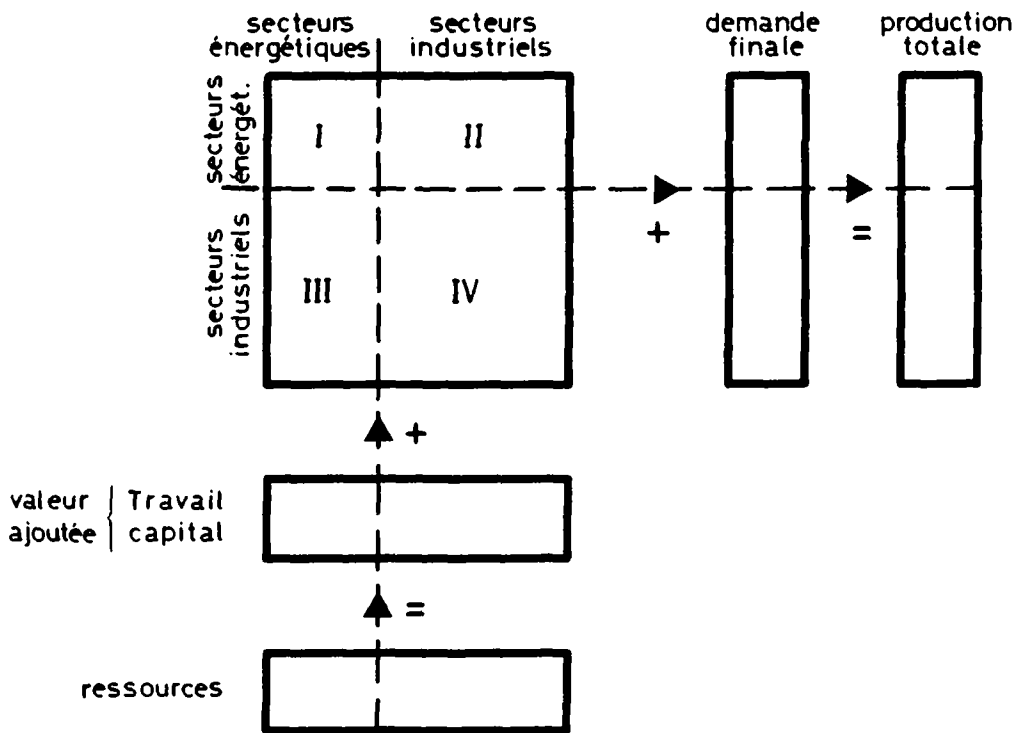 secteurs
énergétiques
secteurs
industriels
demande
finale
production
totale
secteurs
énergét.
I
II
secteurs
industriels
III
IV
+
=
+
valeur
ajoutée
{
Travail
capital
=
ressources